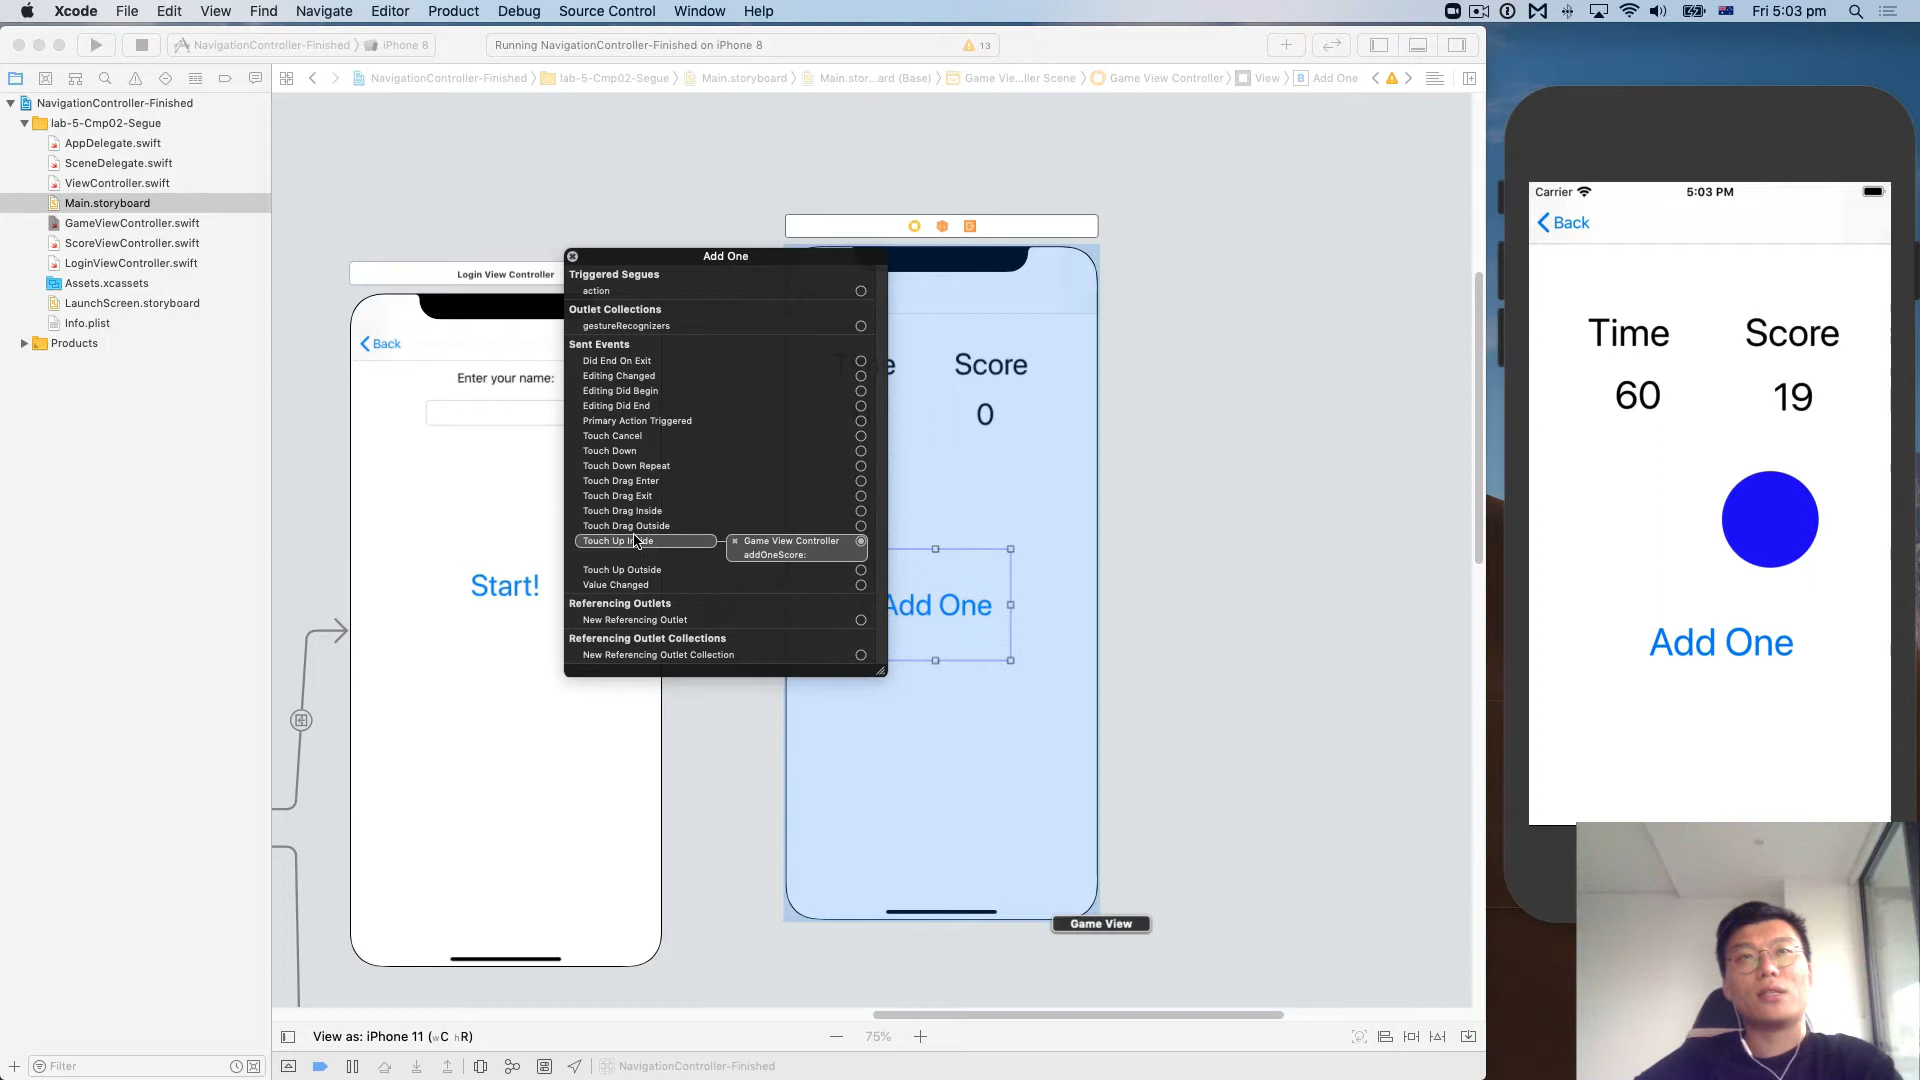 Xcode File Edit View Find Navigate Editor Product Debug Source Control Window Help
Fri 5:03 pm
NavigationController-Finished iPhone 8
Running NavigationController-Finished on iPhone 8
13
NavigationController-Finished lab-5-Cmp02-Segue Main.storyboard Main.stor...ard (Base) Game Vie...ller Scene Game View Controller View B Add One
NavigationController-Finished
lab-5-Cmp02-Segue
AppDelegate.swift
SceneDelegate.swift
ViewController.swift
Main.storyboard
GameViewController.swift
ScoreViewController.swift
LoginViewController.swift
Assets.xcassets
LaunchScreen.storyboard
Info.plist
Products
Filter
Login View Controller
Back
Enter your name:
Start!
Add One
Triggered Segues
action
Outlet Collections
gestureRecognizers
Sent Events
Did End On Exit
Editing Changed
Editing Did Begin
Editing Did End
Primary Action Triggered
Touch Cancel
Touch Down
Touch Down Repeat
Touch Drag Enter
Touch Drag Exit
Touch Drag Inside
Touch Drag Outside
Touch Up Inside
Game View Controller
addOneScore:
Touch Up Outside
Value Changed
Referencing Outlets
New Referencing Outlet
Referencing Outlet Collections
New Referencing Outlet Collection
Time Score
0
Add One
Game View
View as: iPhone 11 (wC hR)
75%
NavigationController-Finished
Carrier 5:03 PM
Back
Time Score
60 19
Add One